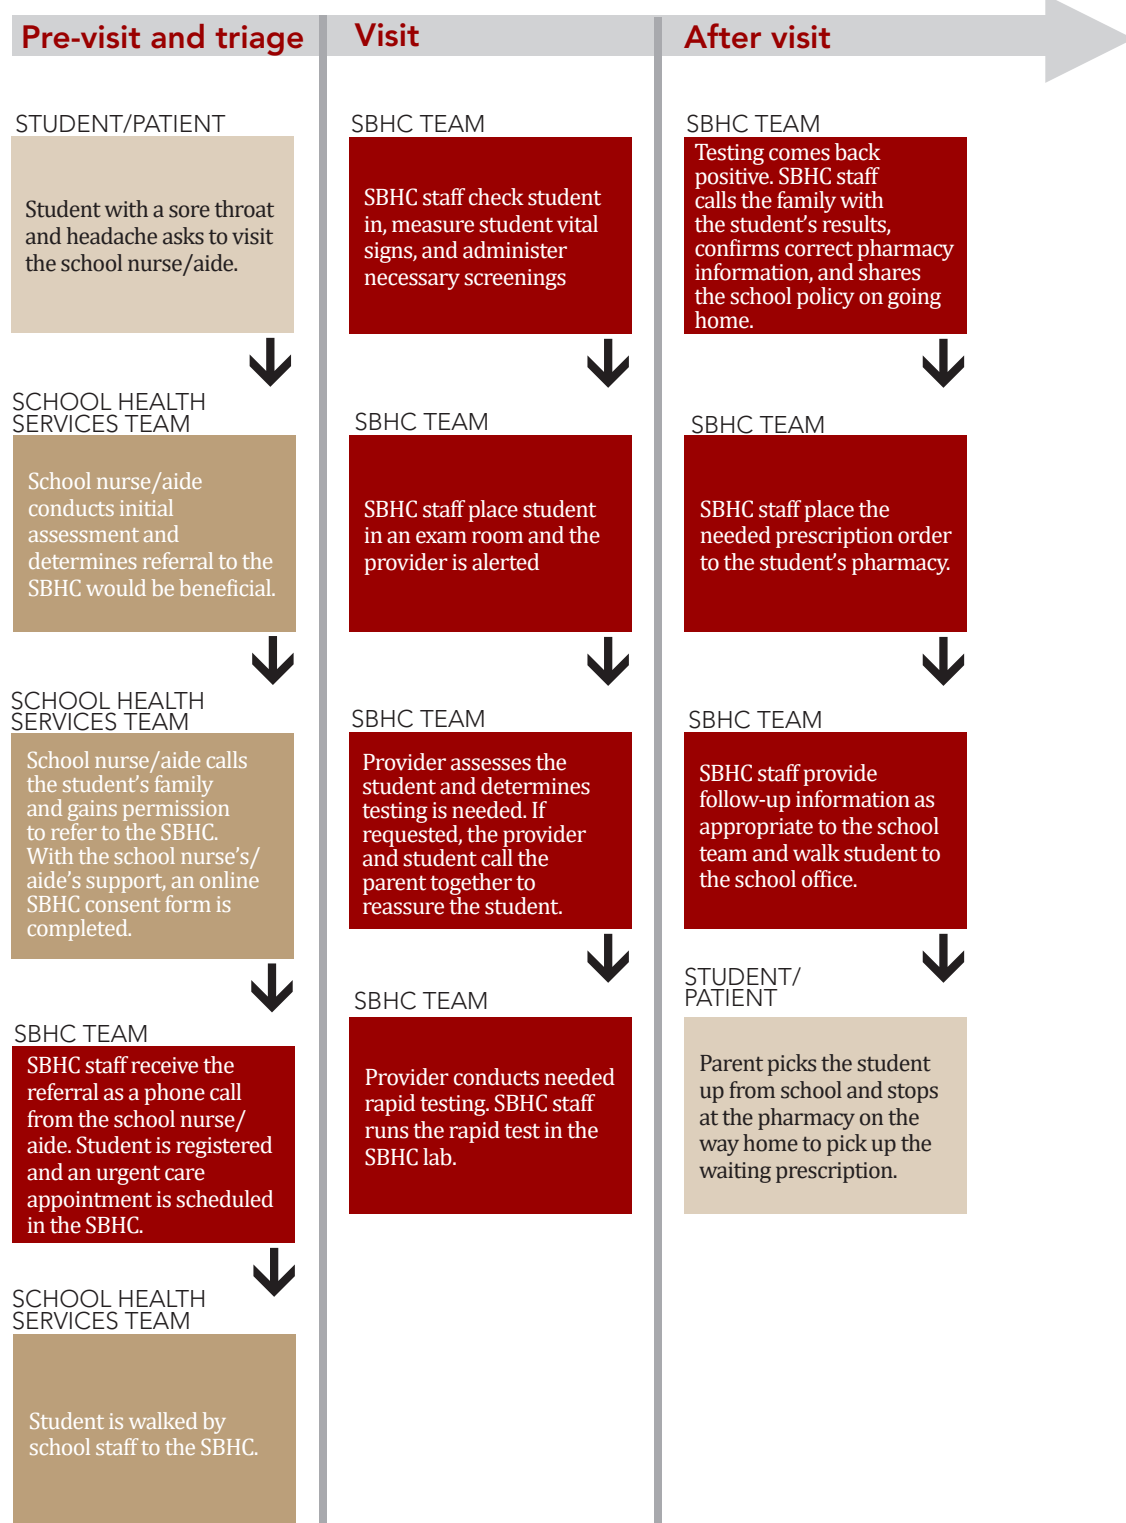 Pre-visit and triage
Visit
After visit
STUDENT/PATIENT
Student with a sore throat
and headache asks to visit
the school nurse/aide.
SCHOOL HEALTH
SERVICES TEAM
School nurse/aide
conducts initial
assessment and
determines referral to the
SBHC would be beneficial.
SCHOOL HEALTH
SERVICES TEAM
School nurse/aide calls
the student’s family
and gains permission
to refer to the SBHC.
With the school nurse’s/
aide’s support, an online
SBHC consent form is
completed.
SBHC TEAM
SBHC staff receive the
referral as a phone call
from the school nurse/
aide. Student is registered
and an urgent care
appointment is scheduled
in the SBHC.
SCHOOL HEALTH
SERVICES TEAM
Student is walked by
school staff to the SBHC.
SBHC TEAM
SBHC staff check student
in, measure student vital
signs, and administer
necessary screenings
SBHC TEAM
SBHC staff place student
in an exam room and the
provider is alerted
SBHC TEAM
Provider assesses the
student and determines
testing is needed. If
requested, the provider
and student call the
parent together to
reassure the student.
SBHC TEAM
Provider conducts needed
rapid testing. SBHC staff
runs the rapid test in the
SBHC lab.
SBHC TEAM
Testing comes back
positive. SBHC staff
calls the family with
the student’s results,
confirms correct pharmacy
information, and shares
the school policy on going
home.
SBHC TEAM
SBHC staff place the
needed prescription order
to the student’s pharmacy.
SBHC TEAM
SBHC staff provide
follow-up information as
appropriate to the school
team and walk student to
the school office.
STUDENT/
PATIENT
Parent picks the student
up from school and stops
at the pharmacy on the
way home to pick up the
waiting prescription.